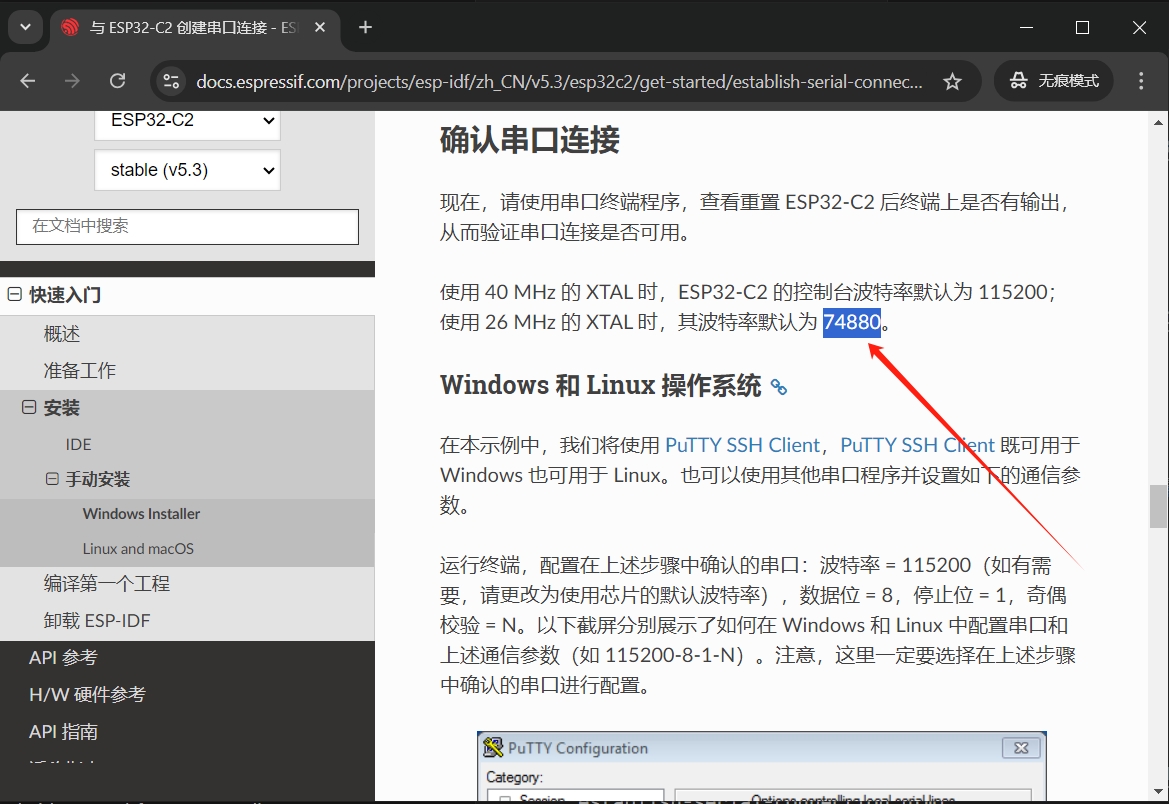 与 ESP32-C2 创建串口连接 - ES
docs.espressif.com/projects/esp-idf/zh_CN/v5.3/esp32c2/get-started/establish-serial-connec...
无痕模式
ESP32-C2
stable (v5.3)
在文档中搜索
快速入门
概述
准备工作
安装
IDE
手动安装
Windows Installer
Linux and macOS
编译第一个工程
卸载 ESP-IDF
API 参考
H/W 硬件参考
API 指南
确认串口连接
现在，请使用串口终端程序，查看重置 ESP32-C2 后终端上是否有输出，
从而验证串口连接是否可用。
使用 40 MHz 的 XTAL 时，ESP32-C2 的控制台波特率默认为 115200；
使用 26 MHz 的 XTAL 时，其波特率默认为 74880。
Windows 和 Linux 操作系统
在本示例中，我们将使用 PuTTY SSH Client，PuTTY SSH Client 既可用于
Windows 也可用于 Linux。也可以使用其他串口程序并设置如下的通信参
数。
运行终端，配置在上述步骤中确认的串口：波特率 = 115200（如有需
要，请更改为使用芯片的默认波特率），数据位 = 8，停止位 = 1，奇偶
校验 = N。以下截屏分别展示了如何在 Windows 和 Linux 中配置串口和
上述通信参数（如 115200-8-1-N）。注意，这里一定要选择在上述步骤
中确认的串口进行配置。
PuTTY Configuration
Category:
Session
Options controlling local serial lines